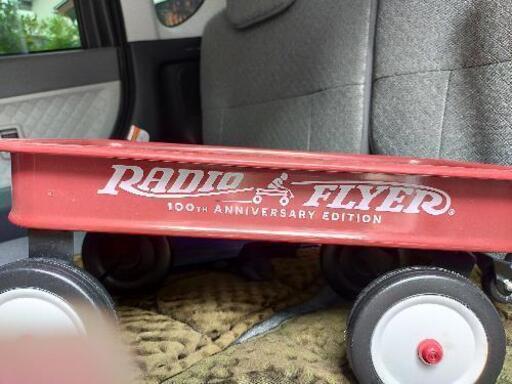 RADIO FLYER®
100TH ANNIVERSARY EDITION